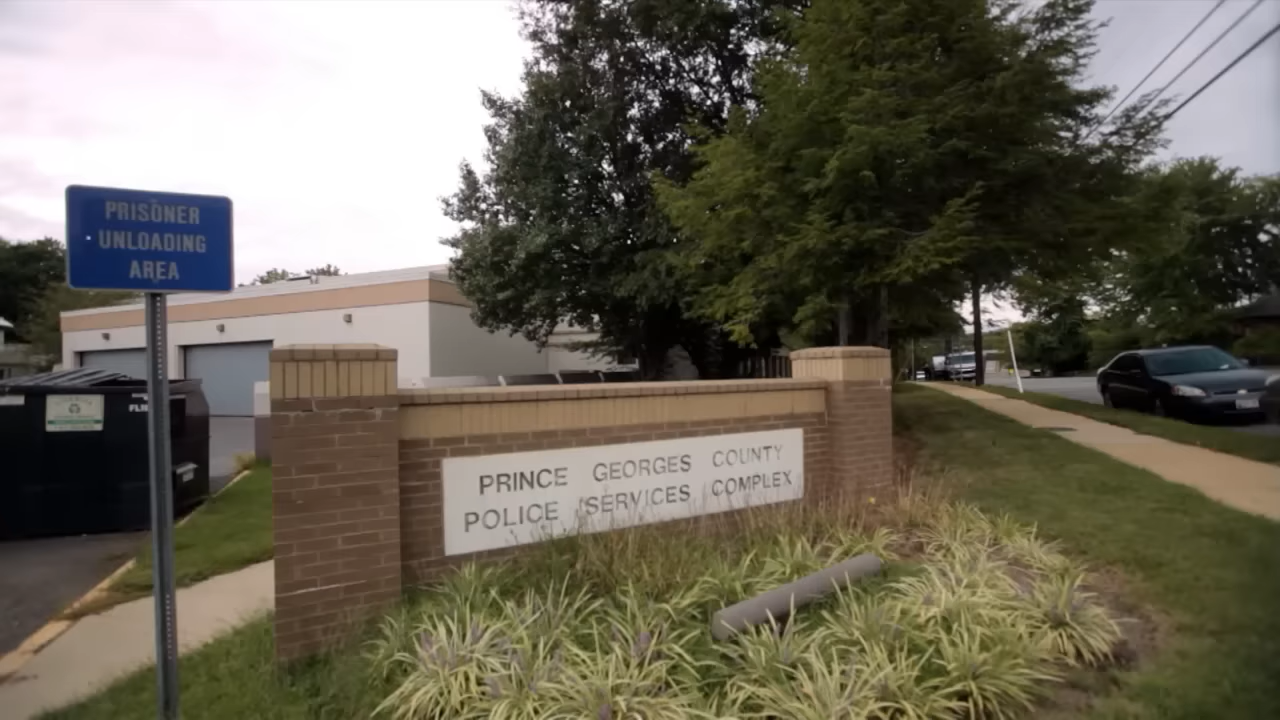 PRISONER
UNLOADING
AREA
PRINCE GEORGES COUNTY
POLICE SERVICES COMPLEX